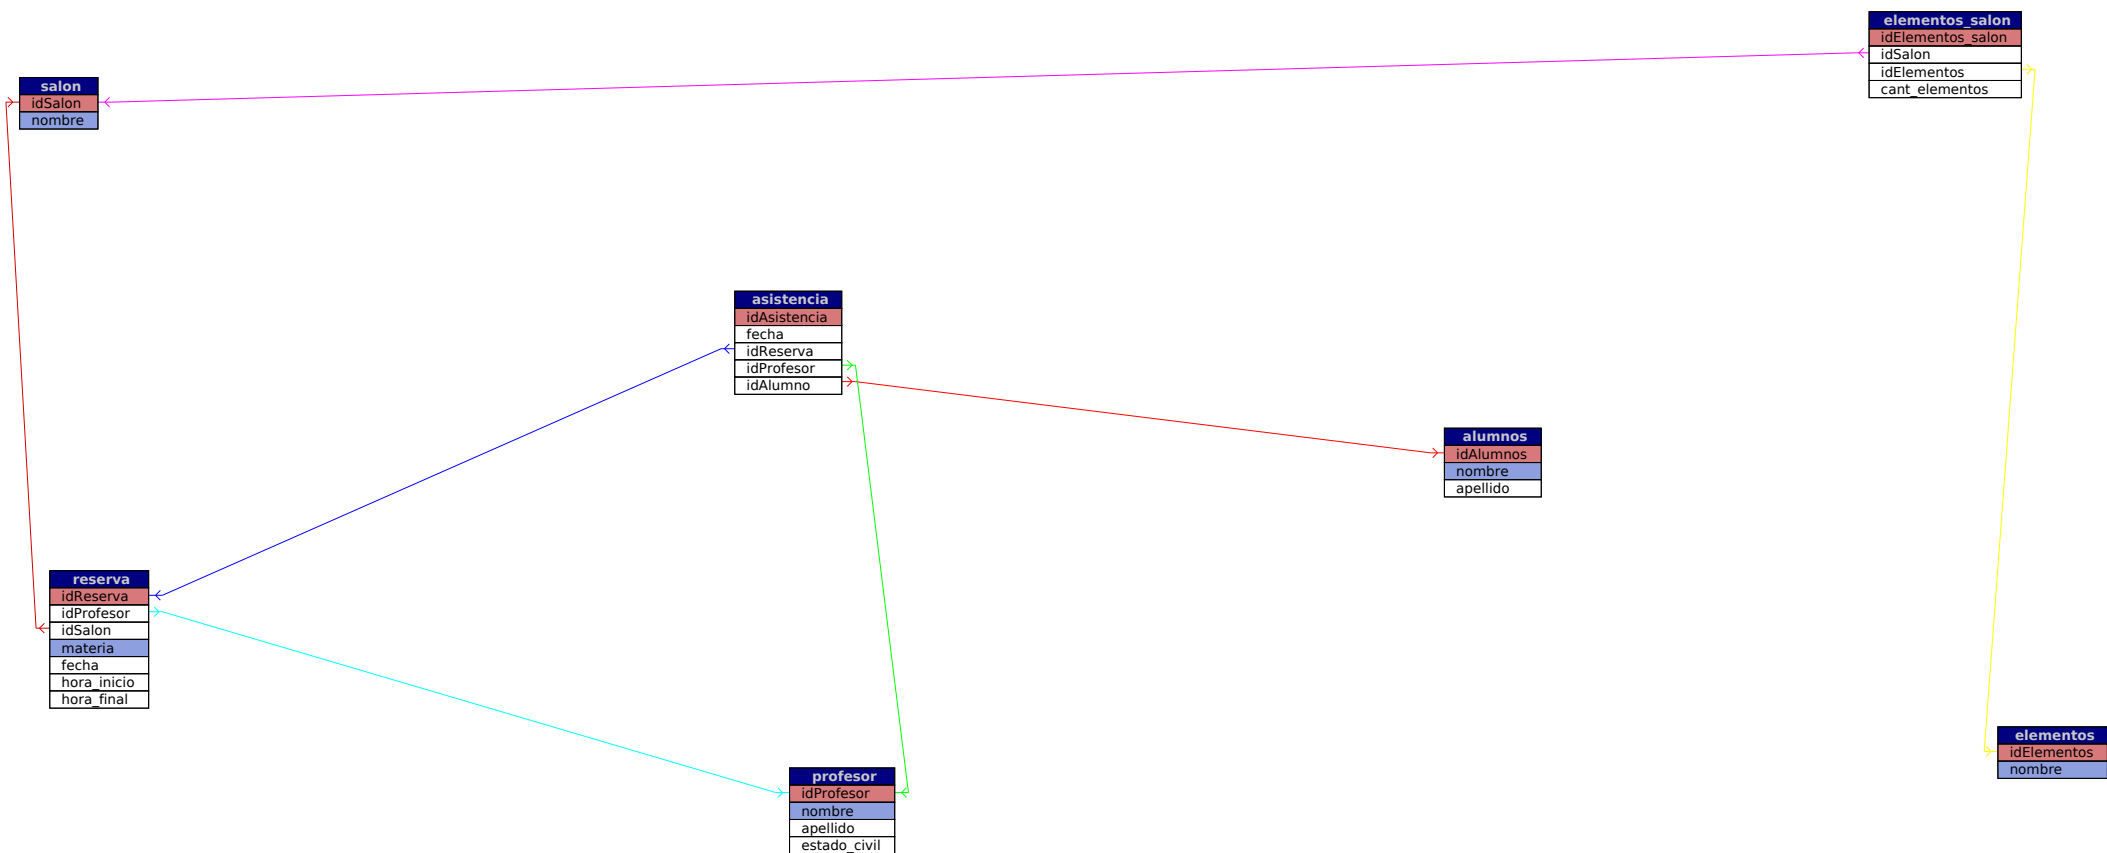 elementos_salon
idElementos_salon
idSalon
idElementos
cant_elementos
salon
idSalon
nombre
asistencia
idAsistencia
fecha
idReserva
idProfesor
idAlumno
alumnos
idAlumnos
nombre
apellido
reserva
idReserva
idProfesor
idSalon
materia
fecha
hora_inicio
hora_final
elementos
idElementos
nombre
profesor
idProfesor
nombre
apellido
estado_civil